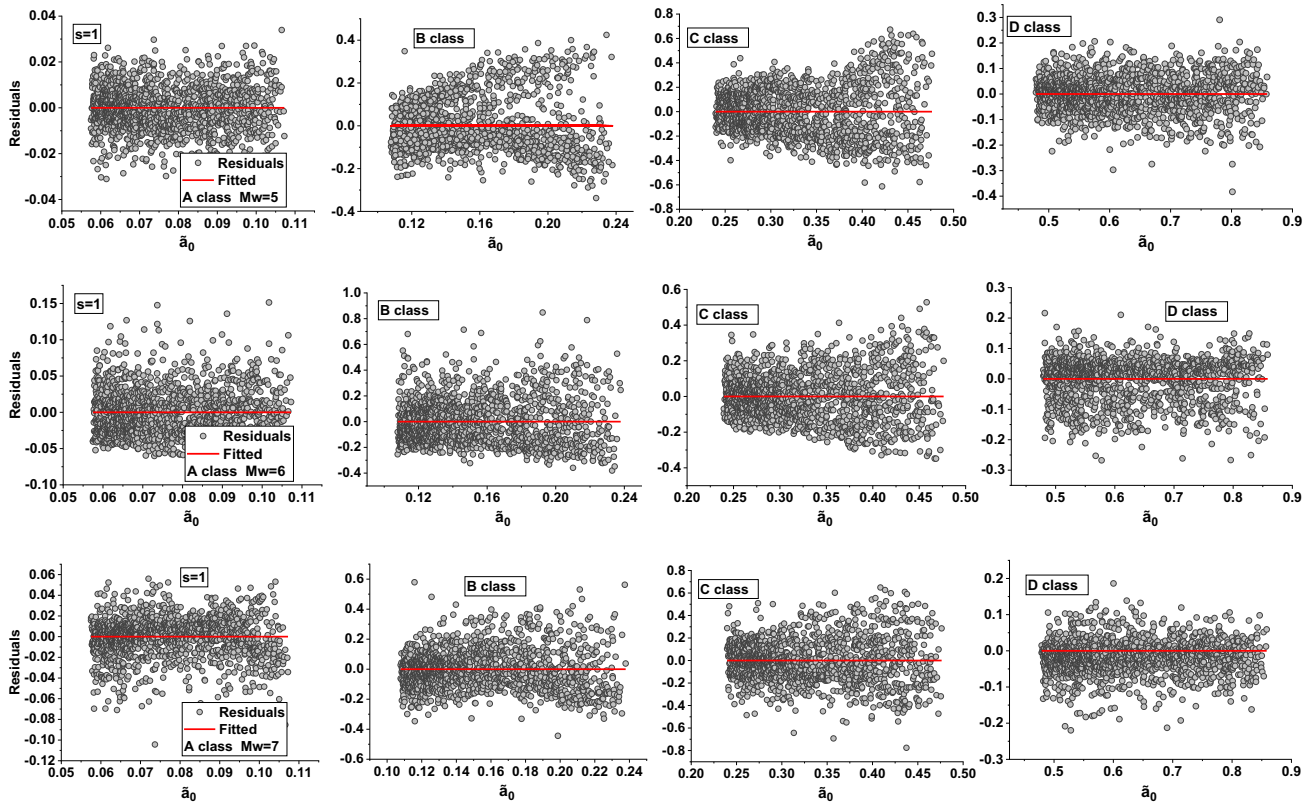 s=1
Residuals
0.04
0.02
0.00
-0.02
-0.04
0.05 0.06 0.07 0.08 0.09 0.10 0.11
ã₀
Residuals
Fitted
A class Mw=5
B class
0.4
0.2
0.0
-0.2
-0.4
0.12 0.16 0.20 0.24
ã₀
C class
0.8
0.6
0.4
0.2
0.0
-0.2
-0.4
-0.6
-0.8
0.20 0.25 0.30 0.35 0.40 0.45 0.50
ã₀
D class
0.3
0.2
0.1
0.0
-0.1
-0.2
-0.3
-0.4
0.5 0.6 0.7 0.8 0.9
ã₀
s=1
Residuals
0.15
0.10
0.05
0.00
-0.05
-0.10
0.05 0.06 0.07 0.08 0.09 0.10 0.11
ã₀
Residuals
Fitted
A class Mw=6
B class
1.0
0.8
0.6
0.4
0.2
0.0
-0.2
-0.4
0.12 0.16 0.20 0.24
ã₀
C class
0.6
0.4
0.2
0.0
-0.2
-0.4
0.20 0.25 0.30 0.35 0.40 0.45 0.50
ã₀
D class
0.3
0.2
0.1
0.0
-0.1
-0.2
-0.3
0.5 0.6 0.7 0.8 0.9
ã₀
s=1
Residuals
0.06
0.04
0.02
0.00
-0.02
-0.04
-0.06
-0.08
-0.10
-0.12
0.05 0.06 0.07 0.08 0.09 0.10 0.11
ã₀
Residuals
Fitted
A class Mw=7
B class
0.6
0.4
0.2
0.0
-0.2
-0.4
-0.6
0.10 0.12 0.14 0.16 0.18 0.20 0.22 0.24
ã₀
C class
0.8
0.6
0.4
0.2
0.0
-0.2
-0.4
-0.6
-0.8
0.20 0.25 0.30 0.35 0.40 0.45 0.50
ã₀
D class
0.2
0.1
0.0
-0.1
-0.2
-0.3
0.5 0.6 0.7 0.8 0.9
ã₀